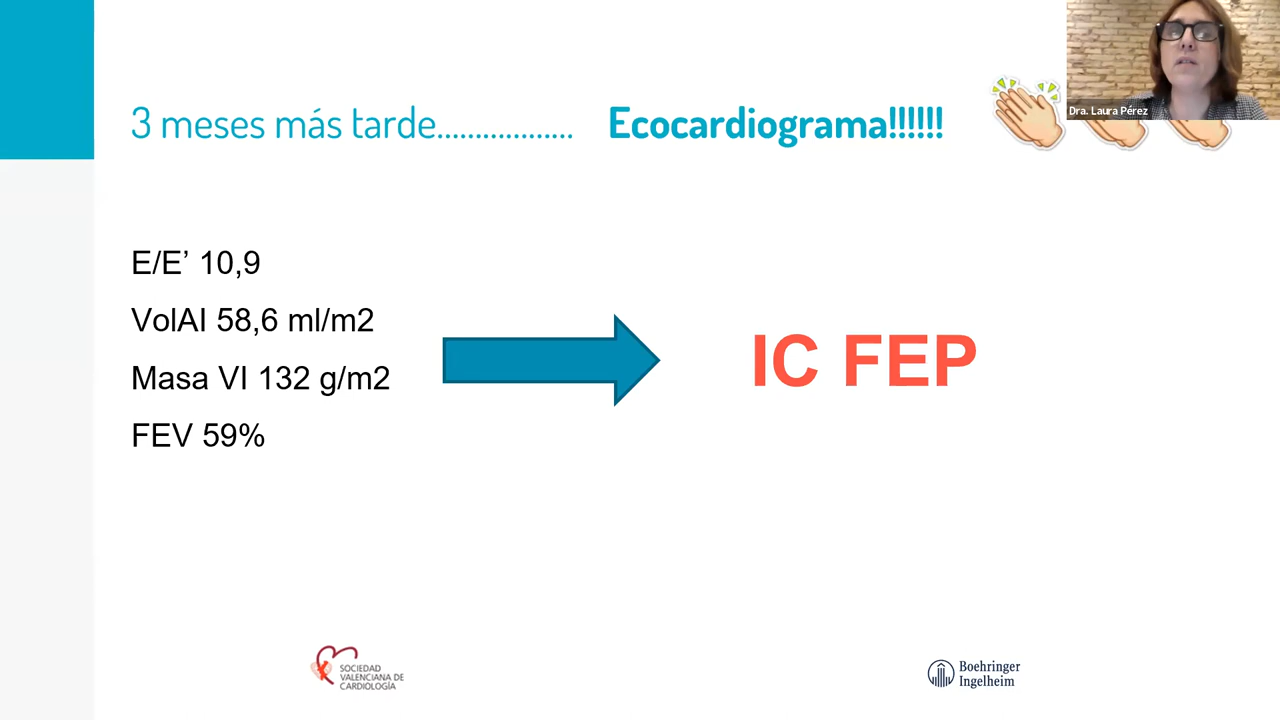 3 meses más tarde.................. Ecocardiograma!!!!!!
Dra. Laura Pérez
E/E’ 10,9
VolAI 58,6 ml/m2
Masa VI 132 g/m2
FEV 59%
IC FEP
SOCIEDAD
VALENCIANA DE
CARDIOLOGÍA
Boehringer
Ingelheim